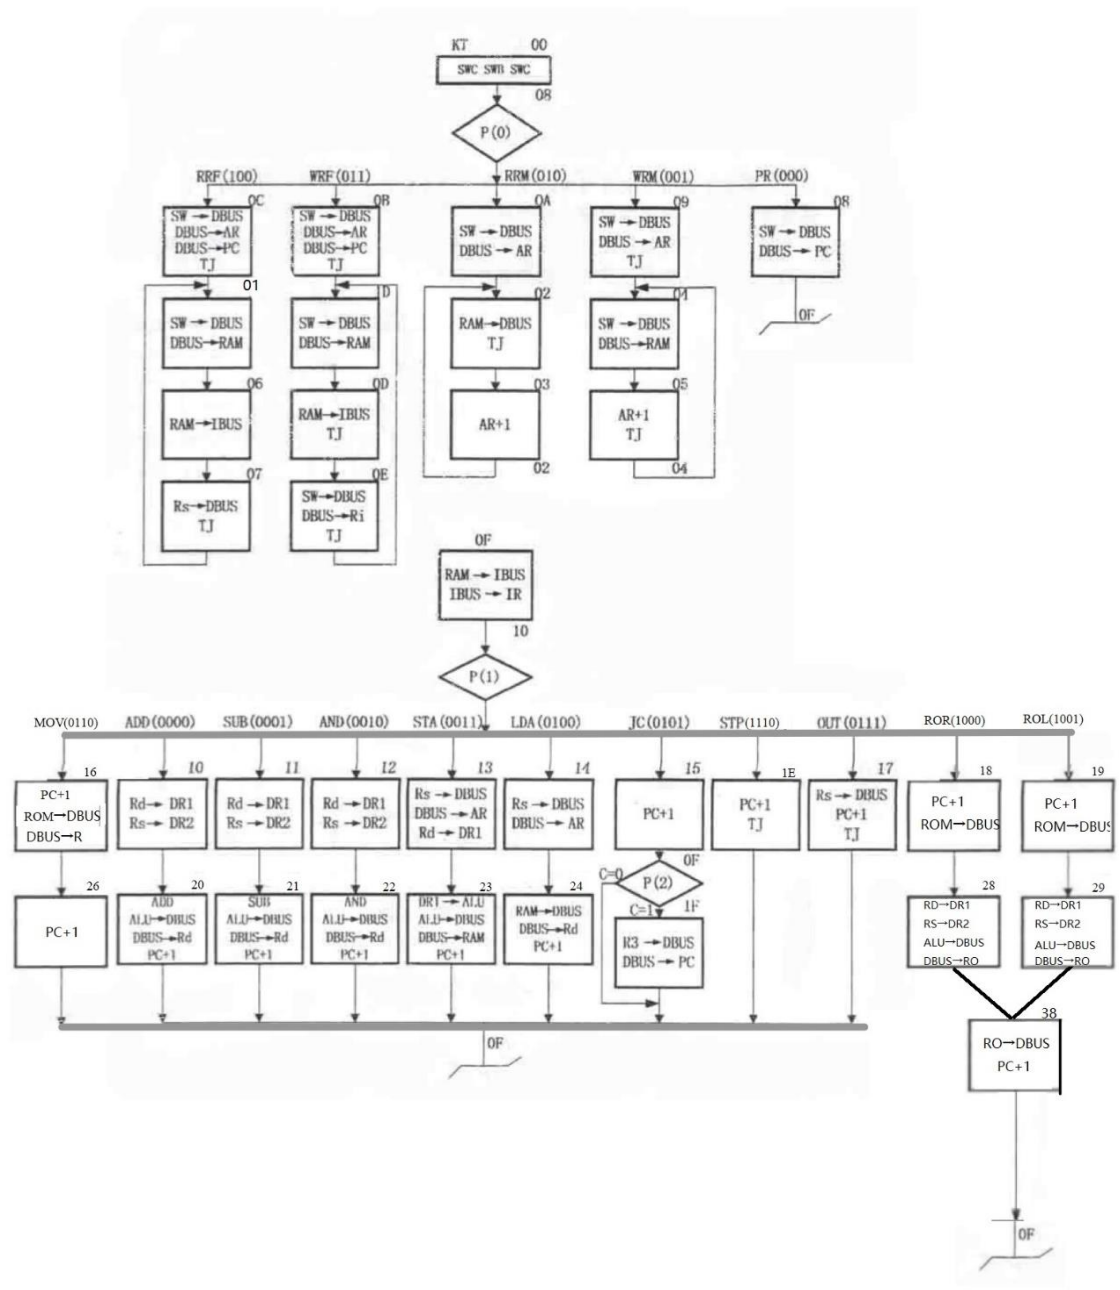 KT 00
SWC SWB SWC
08
P(0)
RRF(100) WRF(011) RRM(010) WRM(001) PR(000)
0C
SW→DBUS
DBUS→AR
DBUS→PC
TJ
01
SW→DBUS
DBUS→RAM
06
RAM→IBUS
07
Rs→DBUS
TJ
0B
SW→DBUS
DBUS→AR
DBUS→PC
TJ
D
SW→DBUS
DBUS→RAM
0D
RAM→IBUS
TJ
0E
SW→DBUS
DBUS→Ri
TJ
0A
SW→DBUS
DBUS→AR
02
RAM→DBUS
TJ
03
AR+1
02
09
SW→DBUS
DBUS→AR
TJ
04
SW→DBUS
DBUS→RAM
05
AR+1
TJ
04
08
SW→DBUS
DBUS→PC
0F
0F
RAM→IBUS
IBUS→IR
10
P(1)
MOV(0110) ADD(0000) SUB(0001) AND(0010) STA(0011) LDA(0100) JC(0101) STP(1110) OUT(0111) ROR(1000) ROL(1001)
16
PC+1
ROM→DBUS
DBUS→R
26
PC+1
10
Rd→DR1
Rs→DR2
20
ADD
ALU→DBUS
DBUS→Rd
PC+1
11
Rd→DR1
Rs→DR2
21
SUB
ALU→DBUS
DBUS→Rd
PC+1
12
Rd→DR1
Rs→DR2
22
AND
ALU→DBUS
DBUS→Rd
PC+1
13
Rs→DBUS
DBUS→AR
Rd→DR1
23
DR1→ALU
ALU→DBUS
DBUS→RAM
PC+1
14
Rs→DBUS
DBUS→AR
24
RAM→DBUS
DBUS→Rd
PC+1
15
PC+1
0F
C=0
P(2)
C=1
1F
R3→DBUS
DBUS→PC
1E
PC+1
TJ
17
Rs→DBUS
PC+1
TJ
18
PC+1
ROM→DBUS
28
RD→DR1
RS→DR2
ALU→DBUS
DBUS→RO
19
PC+1
ROM→DBUS
29
RD→DR1
RS→DR2
ALU→DBUS
DBUS→RO
0F
38
RO→DBUS
PC+1
0F